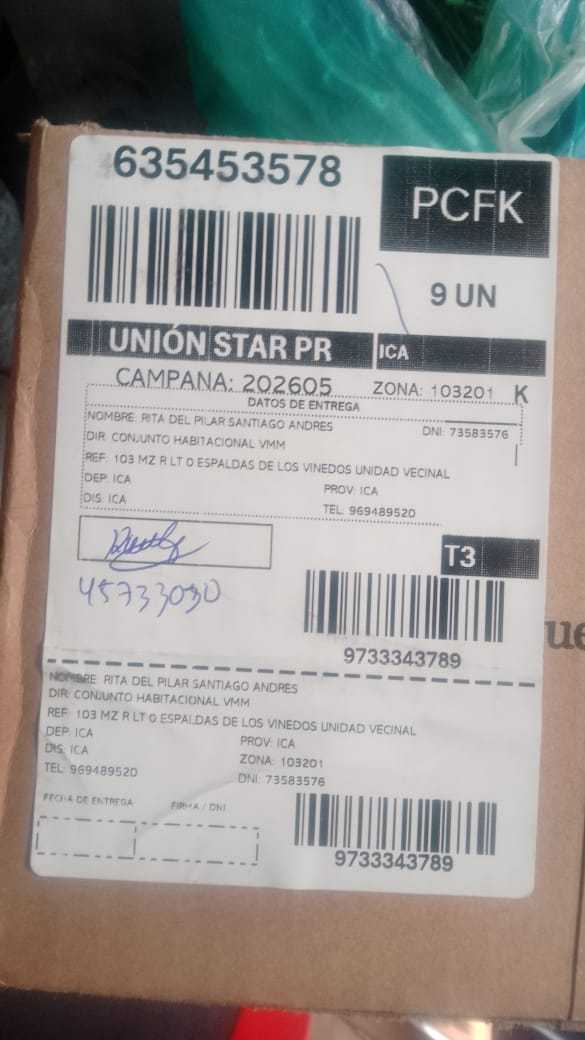 635453578
PCFK
9 UN
UNIÓN STAR PR
ICA
CAMPANA: 202605 ZONA: 103201 K
DATOS DE ENTREGA
NOMBRE: RITA DEL PILAR SANTIAGO ANDRES DNI: 73583576
DIR: CONJUNTO HABITACIONAL VMM
REF: 103 MZ R LT 0 ESPALDAS DE LOS VINEDOS UNIDAD VECINAL
DEP: ICA PROV: ICA
DIS: ICA TEL: 969489520
T3
45733030
9733343789
NOMBRE: RITA DEL PILAR SANTIAGO ANDRES
DIR: CONJUNTO HABITACIONAL VMM
REF: 103 MZ R LT 0 ESPALDAS DE LOS VINEDOS UNIDAD VECINAL
DEP: ICA PROV: ICA
DIS: ICA ZONA: 103201
TEL: 969489520 DNI: 73583576
FECHA DE ENTREGA FIRMA / DNI
9733343789